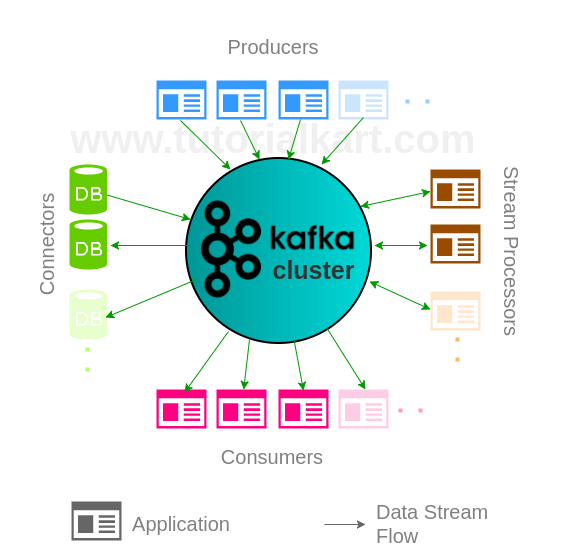 Producers
www.tutorialkart.com
DB
DB
DB
Connectors
kafka
cluster
Stream Processors
Consumers
Application
Data Stream
Flow